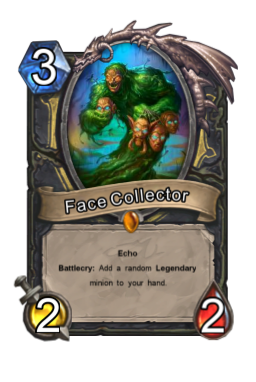 3
Face Collector
Echo
Battlecry: Add a random Legendary
minion to your hand.
2 2